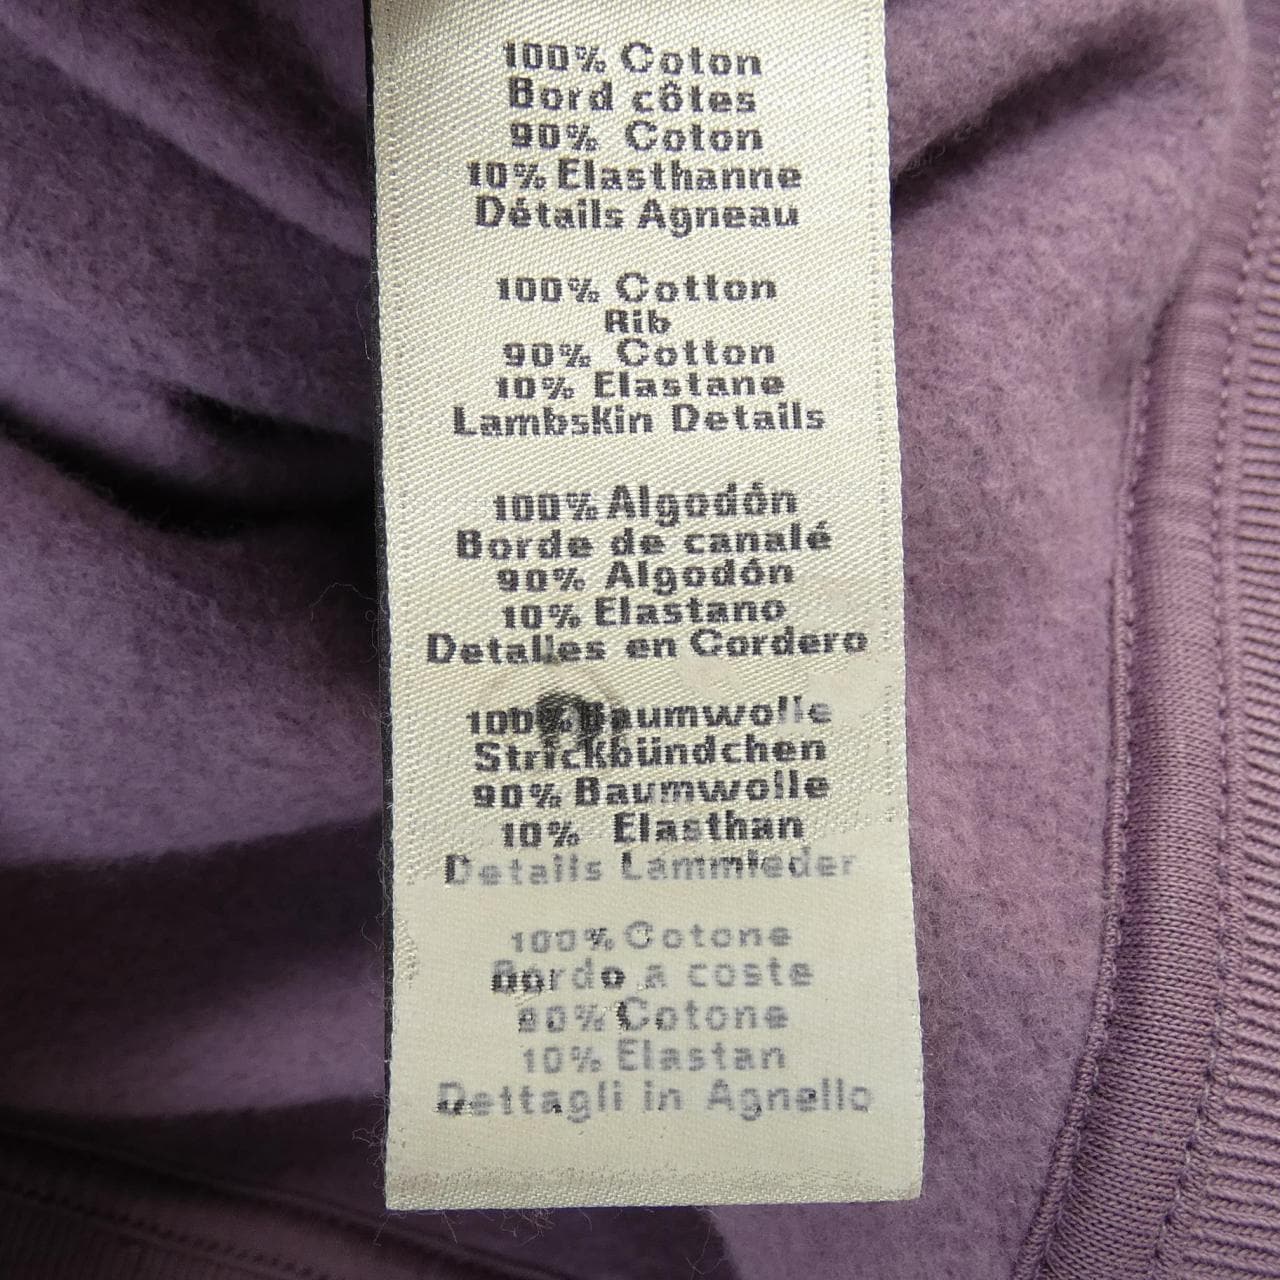 100% Coton
Bord côtes
90% Coton
10% Elasthanne
Détails Agneau
100% Cotton
Rib
90% Cotton
10% Elastane
Lambskin Details
100% Algodón
Borde de canalé
90% Algodón
10% Elastano
Detalles en Cordero
100% Baumwolle
Strickbündchen
90% Baumwolle
10% Elasthan
Details Lammleder
100% Cotone
Bordo a coste
90% Cotone
10% Elastan
Dettagli in Agnello